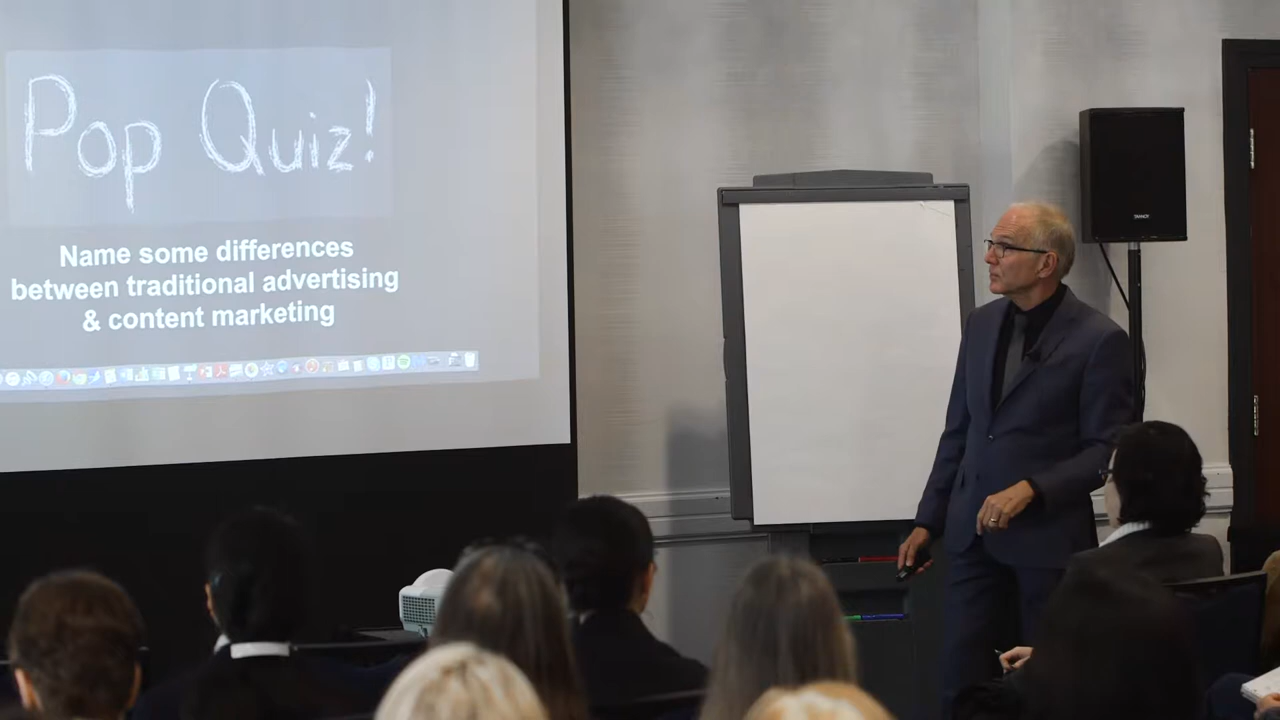 Pop Quiz!
Name some differences
between traditional advertising
& content marketing